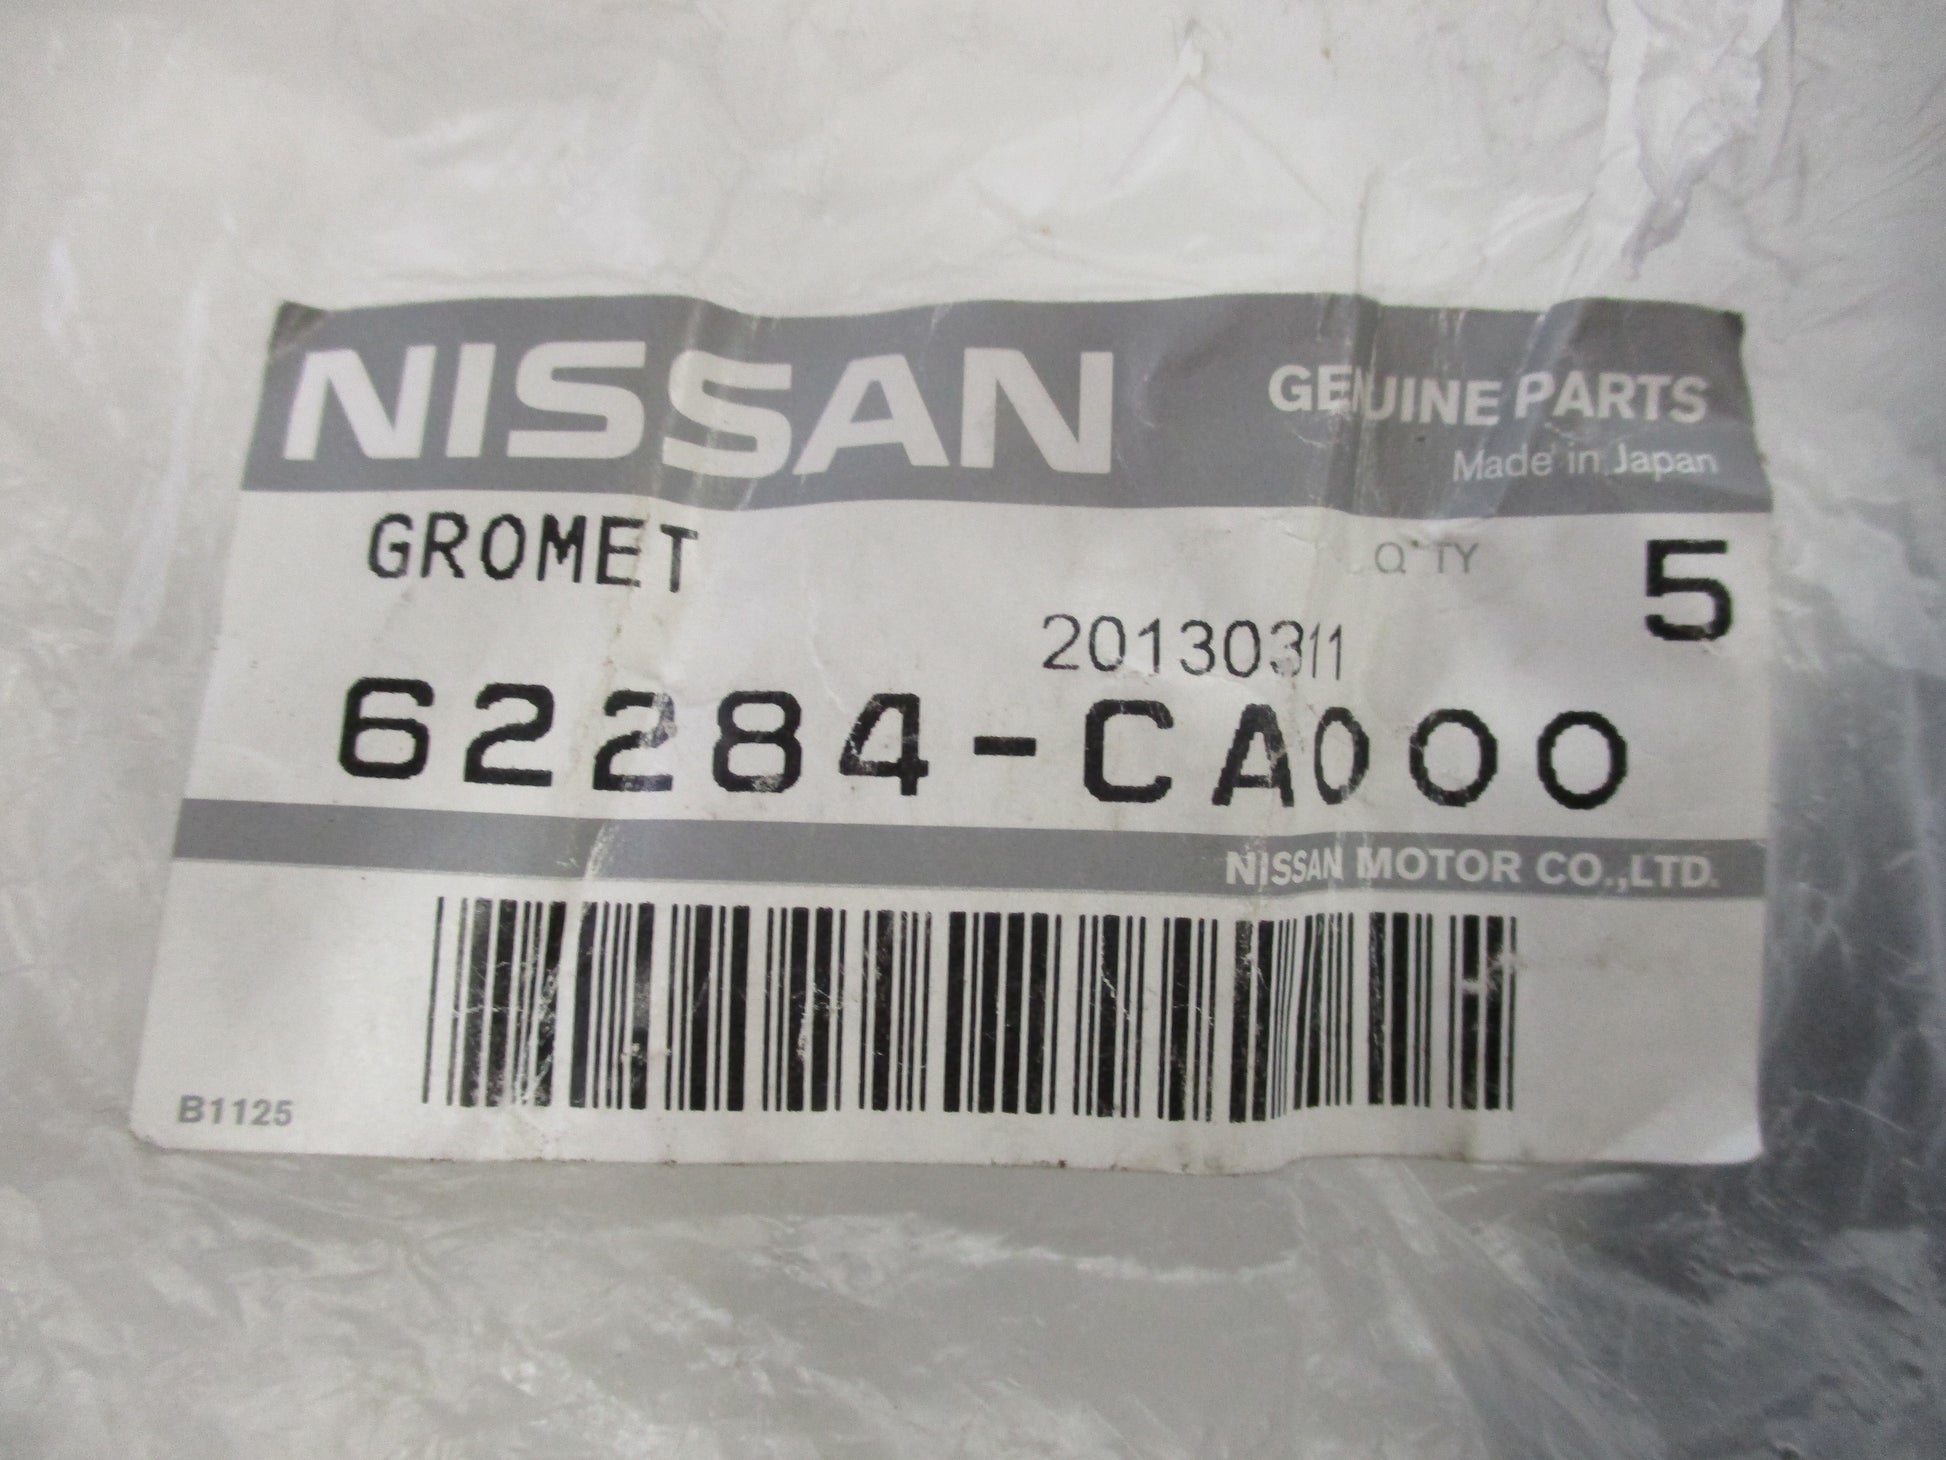 NISSAN GENUINE PARTS
Made in Japan
GROMET Q'TY 5
20130311
62284-CA000
NISSAN MOTOR CO.,LTD.
B1125